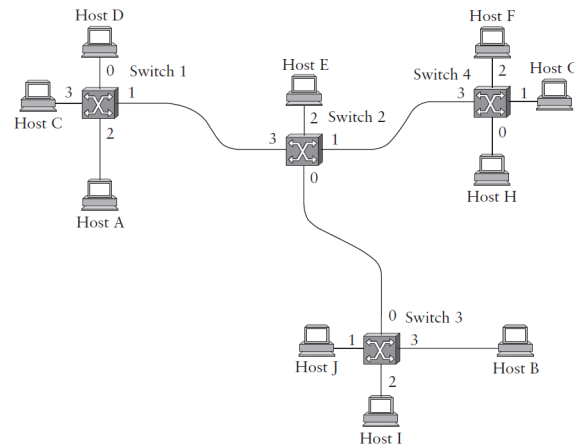 Host D
Host F
0
Switch 1
2
Host E
Switch 4
3
1
3
1
Host
Host C
2
Switch 2
2
0
3
1
0
Host A
Host H
0
Switch 3
1
3
Host J
2
Host B
Host I